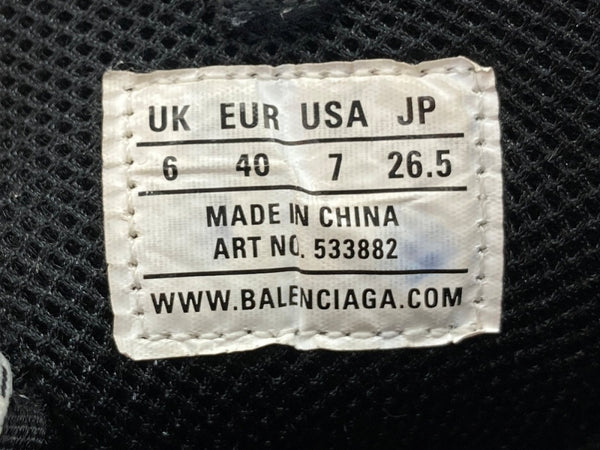 UK EUR USA JP
6 40 7 26.5
MADE IN CHINA
ART NO. 533882
WWW.BALENCIAGA.COM